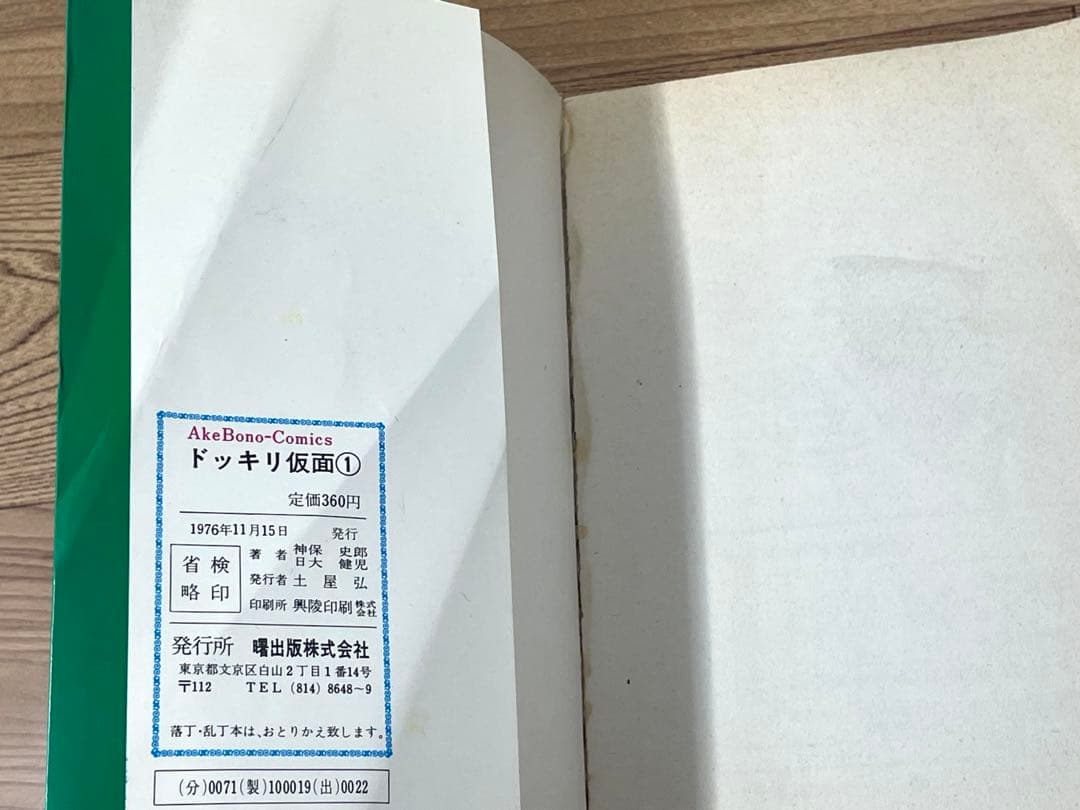 AkeBono-Comics
ドッキリ仮面①
定価360円
1976年11月15日 発行
検印省略
著者 神保史郎
日大健児
発行者 土屋弘
印刷所 興陵印刷株式会社
発行所 曙出版株式会社
東京都文京区白山2丁目1番14号
〒112 TEL (814) 8648〜9
落丁・乱丁本は、おとりかえ致します。
(分)0071(製)100019(出)0022